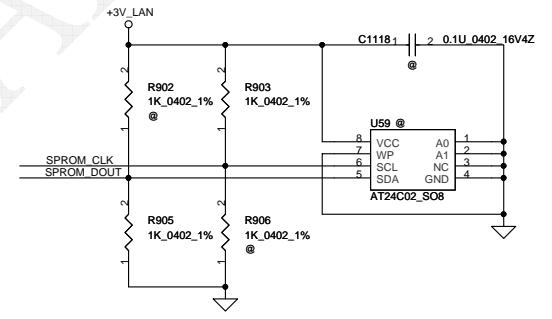 +3V_LAN
C1118 1 2 0.1U_0402_16V4Z
@
2 2
R902 R903
1K_0402_1% 1K_0402_1%
@
1 1
U59 @
8 VCC A0 1
7 WP A1 2
6 SCL NC 3
5 SDA GND 4
AT24C02_SO8
SPROM_CLK
SPROM_DOUT
2 2
R905 R906
1K_0402_1% 1K_0402_1%
@
1 1